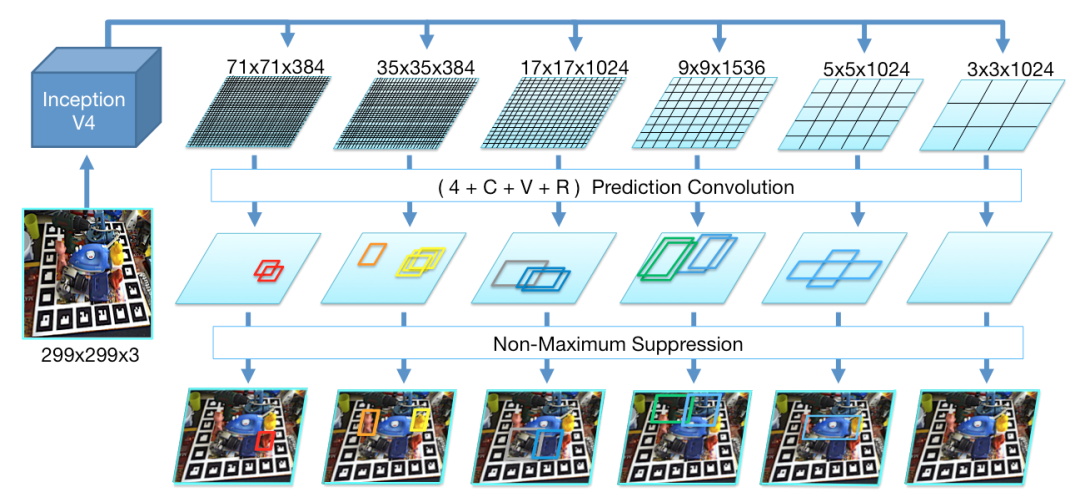 71x71x384
35x35x384
17x17x1024
9x9x1536
5x5x1024
3x3x1024
Inception
V4
( 4 + C + V + R ) Prediction Convolution
299x299x3
Non-Maximum Suppression